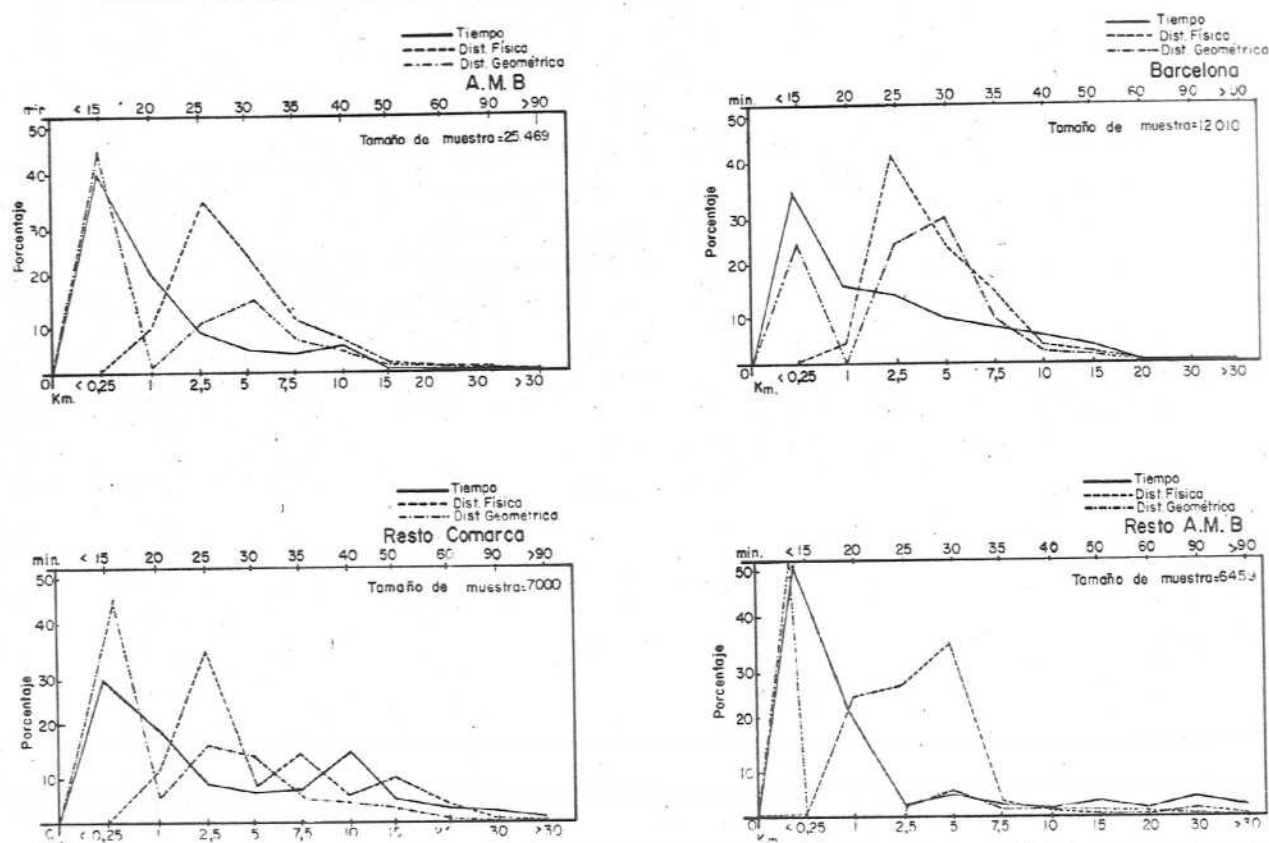 Tiempo
Dist. Física
Dist. Geométrica
A.M.B
< 15 20 25 30 35 40 50 60 90 >90
50
40
30
20
10
Porcentaje
Tamaño de muestra=25.469
0 < 0,25 1 2,5 5 7,5 10 15 20 30 >30
Km.
Tiempo
Dist. Física
Dist. Geométrica
Barcelona
min. <15 20 25 30 35 40 50 60 90 >90
50
40
30
20
10
Porcentaje
Tamaño de muestra=12010
0 < 0,25 1 2,5 5 7,5 10 15 20 30 >30
Km.
Tiempo
Dist. Física
Dist Geometrica
Resto Comarca
min. < 15 20 25 30 35 40 50 60 90 >90
50
40
30
20
10
Porcentaje
Tamaño de muestra=7000
< 0,25 1 2,5 5 7,5 10 15 30 >30
Tiempo
Dist. Física
Dist. Geométrica
Resto A.M.B
min. <15 20 25 30 35 40 50 60 90 >90
50
40
30
20
10
Porcentaje
Tamaño de muestra=6459
0 < 0,25 1 2,5 5 7,5 10 15 20 30 >30
Km